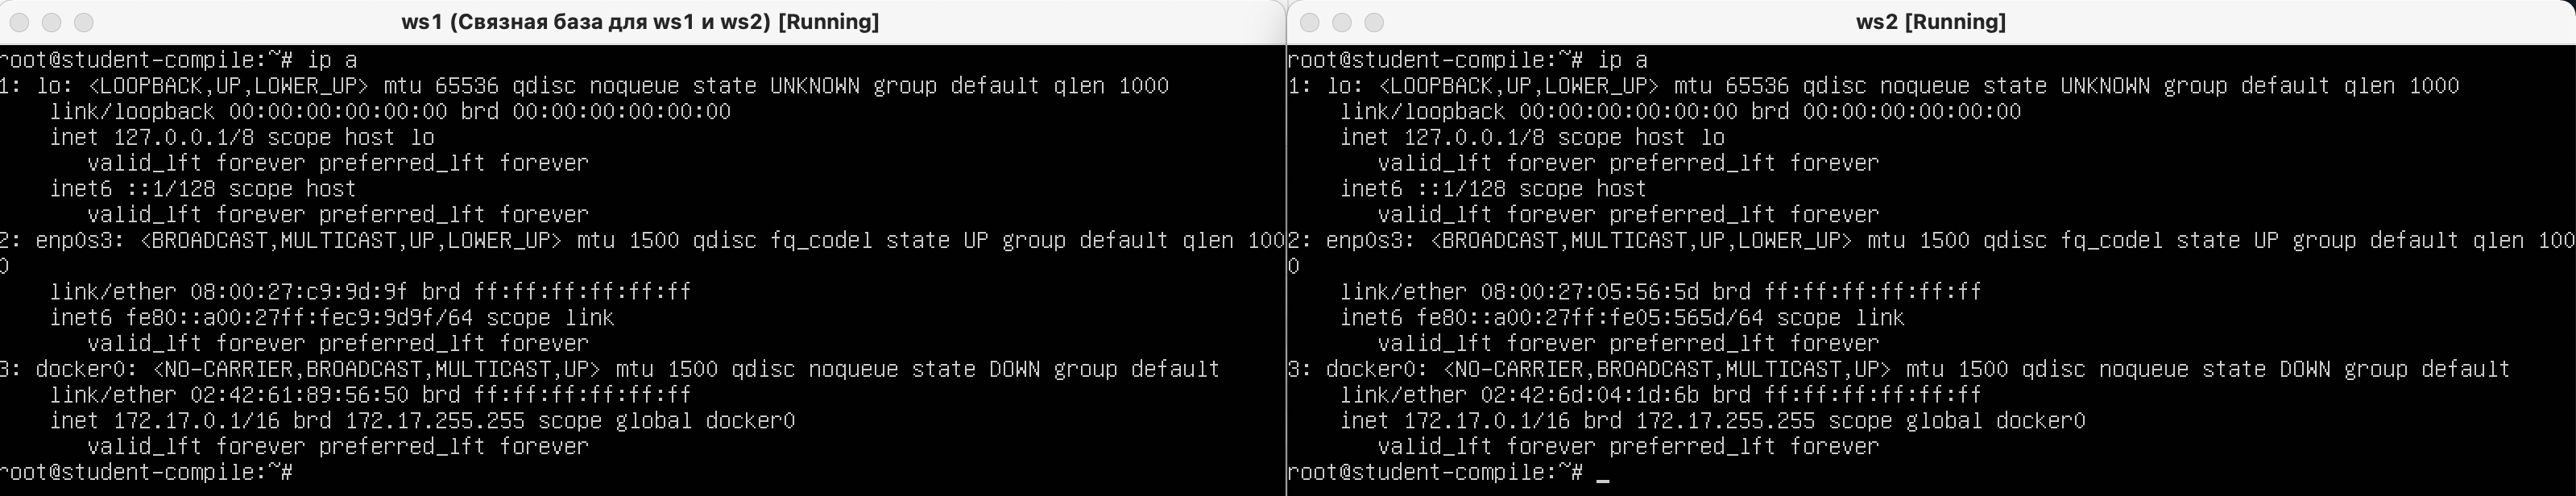 ws1 (Связная база для ws1 и ws2) [Running]
root@student-compile:~# ip a
1: lo: <LOOPBACK,UP,LOWER_UP> mtu 65536 qdisc noqueue state UNKNOWN group default qlen 1000
    link/loopback 00:00:00:00:00:00 brd 00:00:00:00:00:00
    inet 127.0.0.1/8 scope host lo
       valid_lft forever preferred_lft forever
    inet6 ::1/128 scope host
       valid_lft forever preferred_lft forever
2: enp0s3: <BROADCAST,MULTICAST,UP,LOWER_UP> mtu 1500 qdisc fq_codel state UP group default qlen 100
0
    link/ether 08:00:27:c9:9d:9f brd ff:ff:ff:ff:ff:ff
    inet6 fe80::a00:27ff:fec9:9d9f/64 scope link
       valid_lft forever preferred_lft forever
3: docker0: <NO-CARRIER,BROADCAST,MULTICAST,UP> mtu 1500 qdisc noqueue state DOWN group default
    link/ether 02:42:61:89:56:50 brd ff:ff:ff:ff:ff:ff
    inet 172.17.0.1/16 brd 172.17.255.255 scope global docker0
       valid_lft forever preferred_lft forever
root@student-compile:~#
ws2 [Running]
root@student-compile:~# ip a
1: lo: <LOOPBACK,UP,LOWER_UP> mtu 65536 qdisc noqueue state UNKNOWN group default qlen 1000
    link/loopback 00:00:00:00:00:00 brd 00:00:00:00:00:00
    inet 127.0.0.1/8 scope host lo
       valid_lft forever preferred_lft forever
    inet6 ::1/128 scope host
       valid_lft forever preferred_lft forever
2: enp0s3: <BROADCAST,MULTICAST,UP,LOWER_UP> mtu 1500 qdisc fq_codel state UP group default qlen 100
0
    link/ether 08:00:27:05:56:5d brd ff:ff:ff:ff:ff:ff
    inet6 fe80::a00:27ff:fe05:565d/64 scope link
       valid_lft forever preferred_lft forever
3: docker0: <NO-CARRIER,BROADCAST,MULTICAST,UP> mtu 1500 qdisc noqueue state DOWN group default
    link/ether 02:42:6d:04:1d:6b brd ff:ff:ff:ff:ff:ff
    inet 172.17.0.1/16 brd 172.17.255.255 scope global docker0
       valid_lft forever preferred_lft forever
root@student-compile:~# _